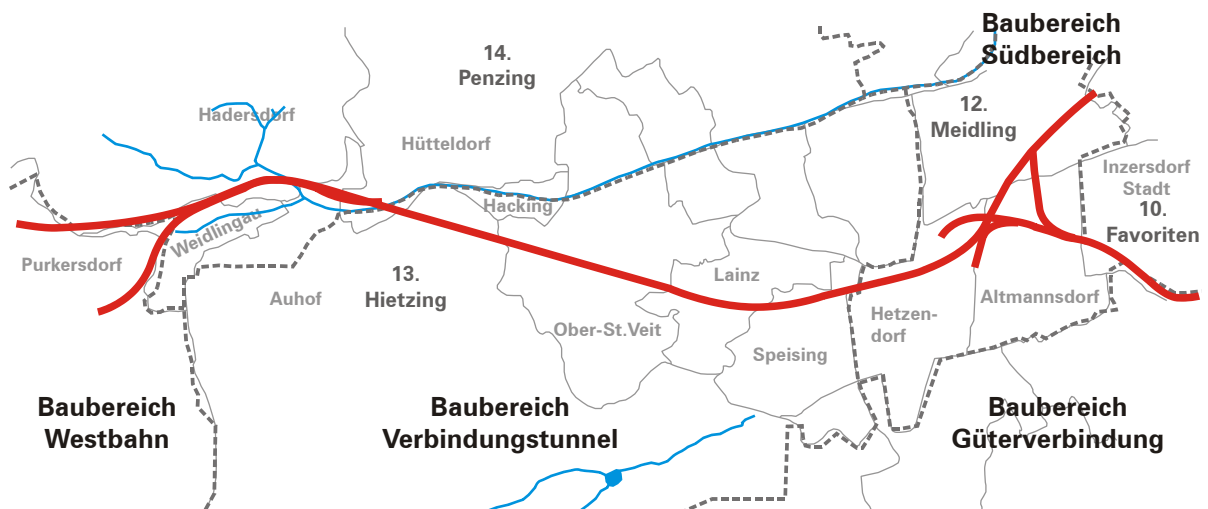 Baubereich
Südbereich
14.
Penzing
12.
Meidling
Hadersdorf
Hütteldorf
Inzersdorf
Stadt
10.
Favoriten
Hacking
Weidlingau
Purkersdorf
13.
Hietzing
Auhof
Lainz
Altmannsdorf
Hetzen-
dorf
Ober-St.Veit
Speising
Baubereich
Westbahn
Baubereich
Verbindungstunnel
Baubereich
Güterverbindung